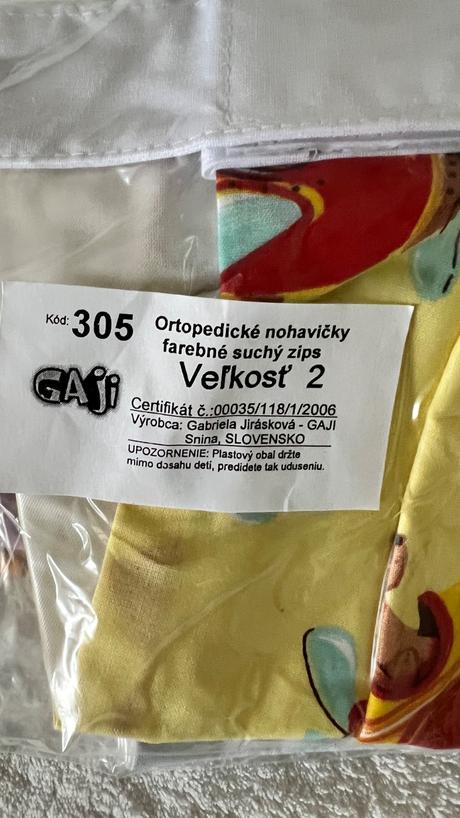 Kód: 305
Ortopedické nohavičky
farebné suchý zips
Veľkosť 2
GAji
Certifikát č.:00035/118/1/2006
Výrobca: Gabriela Jirásková - GAJI
Snina, SLOVENSKO
UPOZORNENIE: Plastový obal držte
mimo dosahu detí, predídete tak uduseniu.